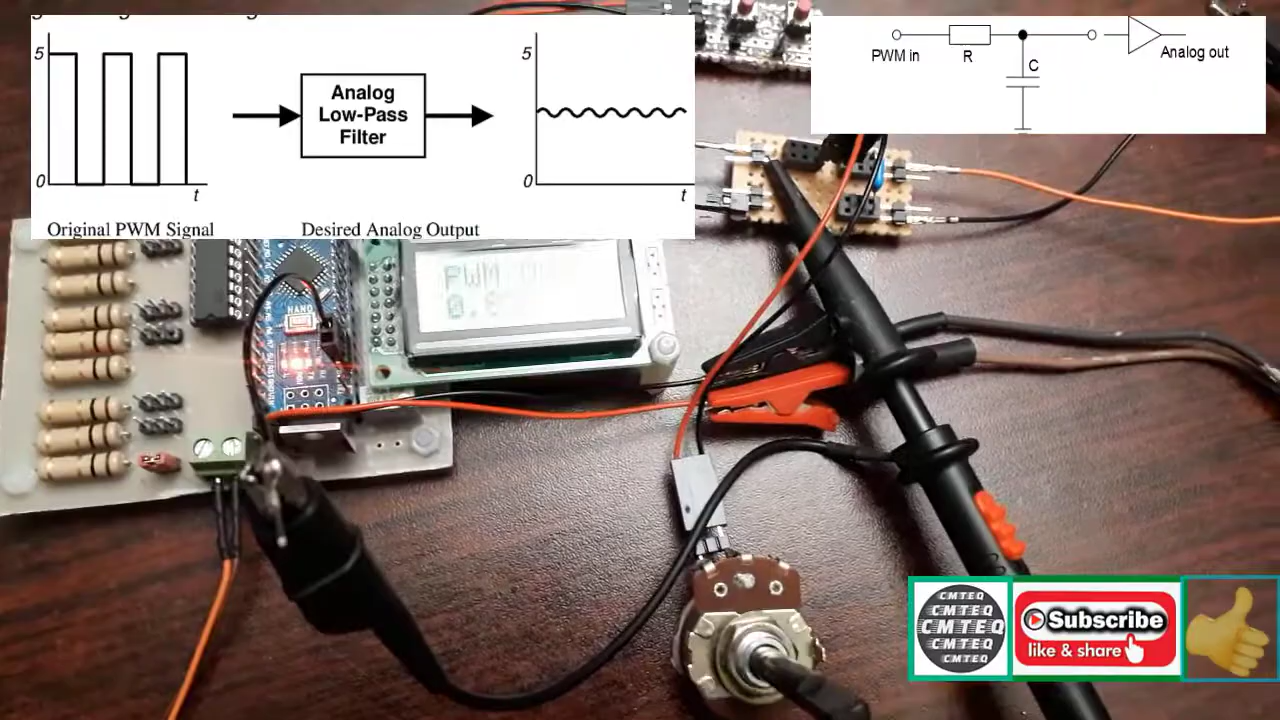 5
0
t
Analog
Low-Pass
Filter
5
0
t
Original PWM Signal
Desired Analog Output
PWM in
R
C
Analog out
PWM
CMTEQ
CMTEQ
CMTEQ
CMTEQ
CMTEQ
Subscribe
like & share